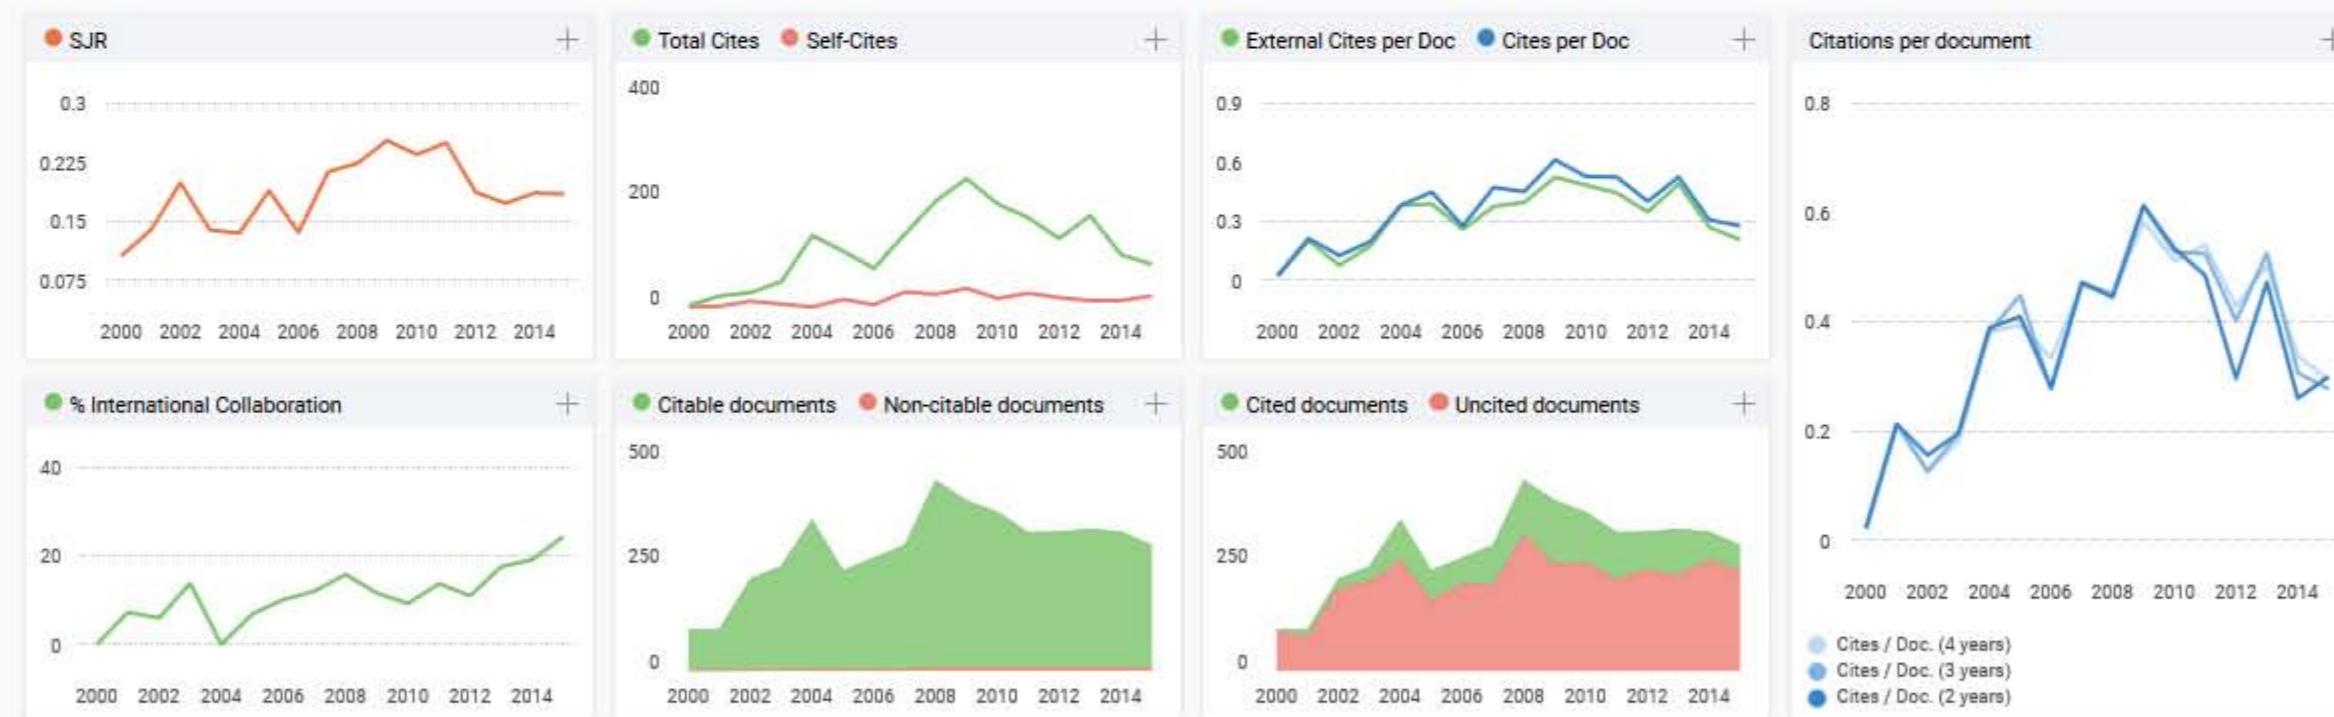 SJR
0.3
0.225
0.15
0.075
2000 2002 2004 2006 2008 2010 2012 2014
Total Cites Self-Cites
400
200
0
2000 2002 2004 2006 2008 2010 2012 2014
External Cites per Doc Cites per Doc
0.9
0.6
0.3
0
2000 2002 2004 2006 2008 2010 2012 2014
Citations per document
0.8
0.6
0.4
0.2
0
2000 2002 2004 2006 2008 2010 2012 2014
Cites / Doc. (4 years)
Cites / Doc. (3 years)
Cites / Doc. (2 years)
% International Collaboration
40
20
0
2000 2002 2004 2006 2008 2010 2012 2014
Citable documents Non-citable documents
500
250
0
2000 2002 2004 2006 2008 2010 2012 2014
Cited documents Uncited documents
500
250
0
2000 2002 2004 2006 2008 2010 2012 2014